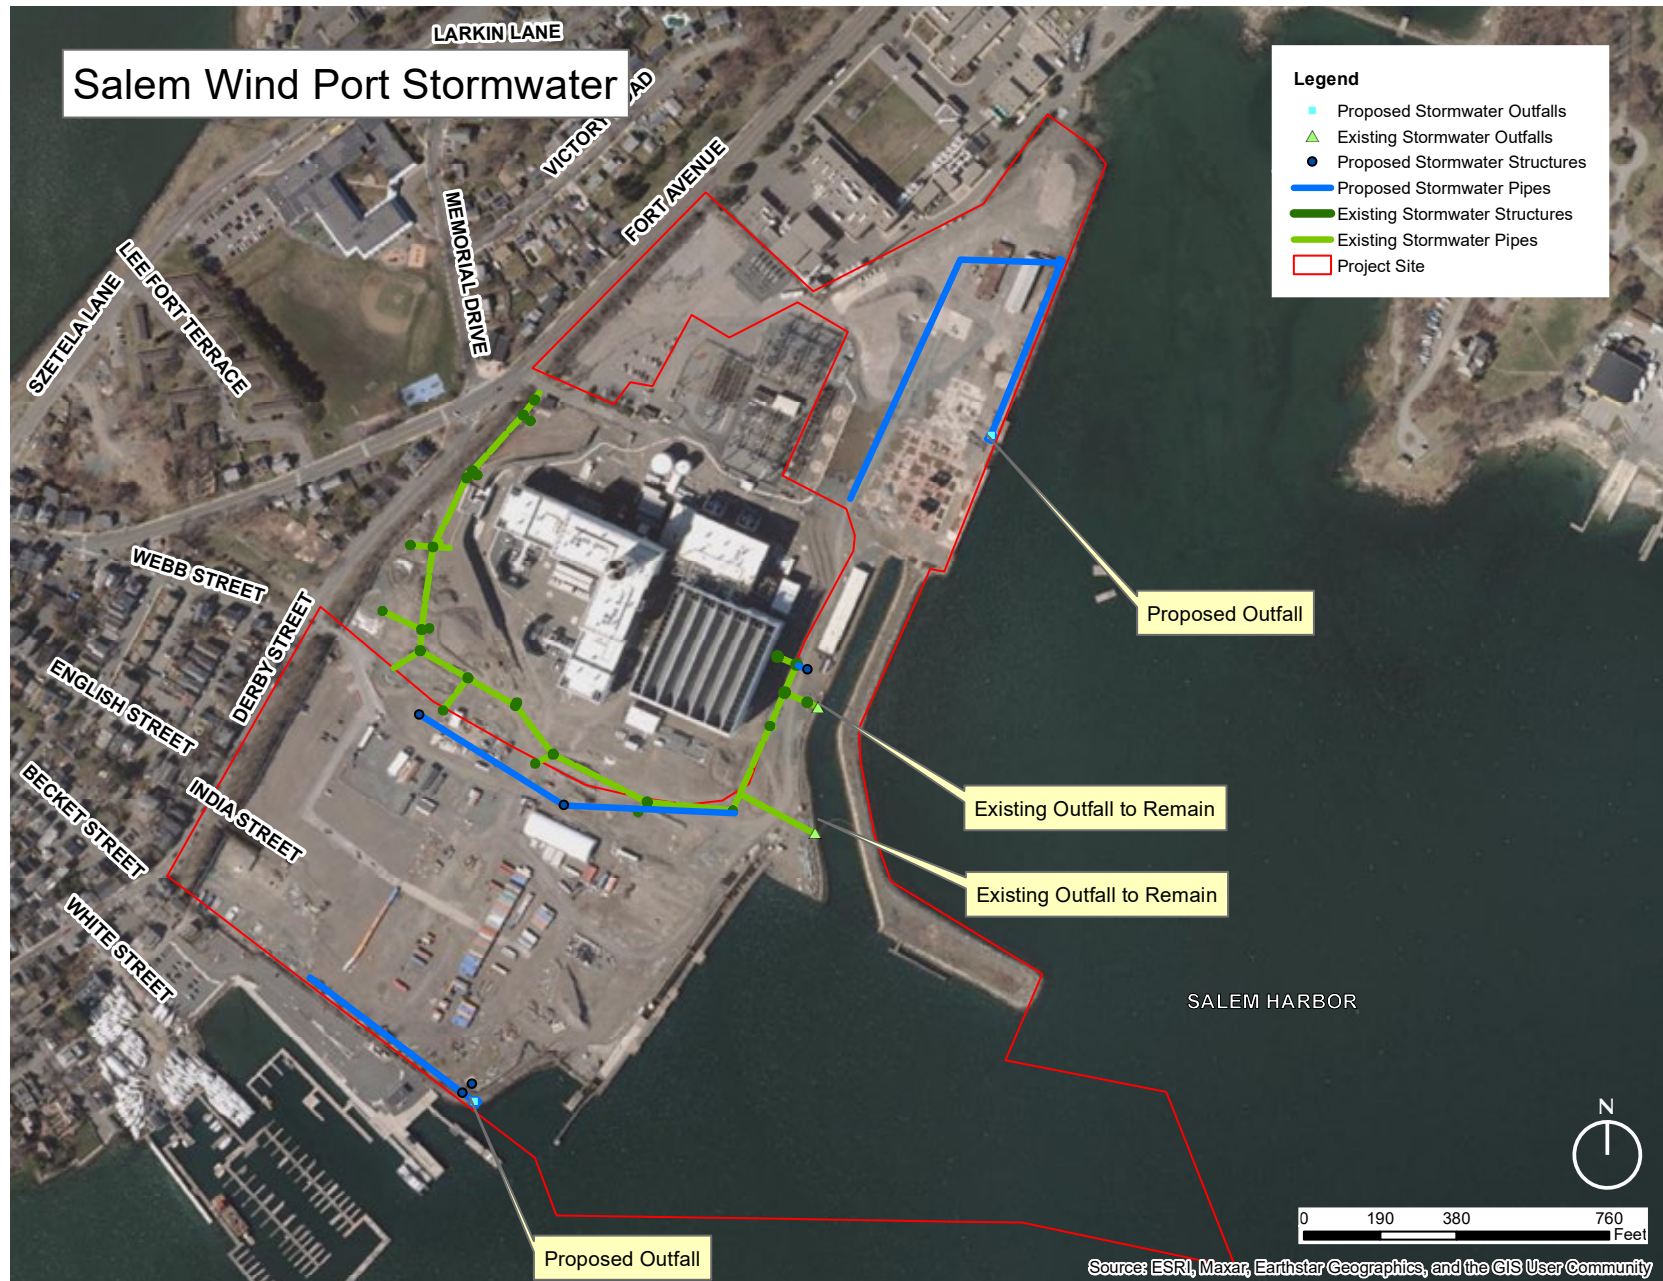 Salem Wind Port Stormwater
LARKIN LANE
VICTORY
AD
FORT AVENUE
MEMORIAL DRIVE
LEE FORT TERRACE
SZETELA LANE
WEBB STREET
DERBY STREET
ENGLISH STREET
INDIA STREET
BECKET STREET
WHITE STREET
Legend
Proposed Stormwater Outfalls
Existing Stormwater Outfalls
Proposed Stormwater Structures
Proposed Stormwater Pipes
Existing Stormwater Structures
Existing Stormwater Pipes
Project Site
Proposed Outfall
Existing Outfall to Remain
Existing Outfall to Remain
SALEM HARBOR
Proposed Outfall
N
0 190 380 760
Feet
Source: ESRI, Maxar, Earthstar Geographics, and the GIS User Community